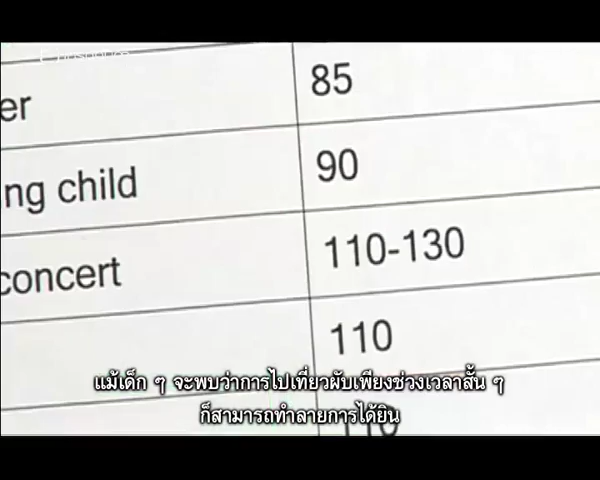 er 85
ng child 90
concert 110-130
110
แม้เด็ก ๆ จะพบว่าการไปเที่ยวผับเพียงช่วงเวลาสั้น ๆ
ก็สามารถทำลายการได้ยิน